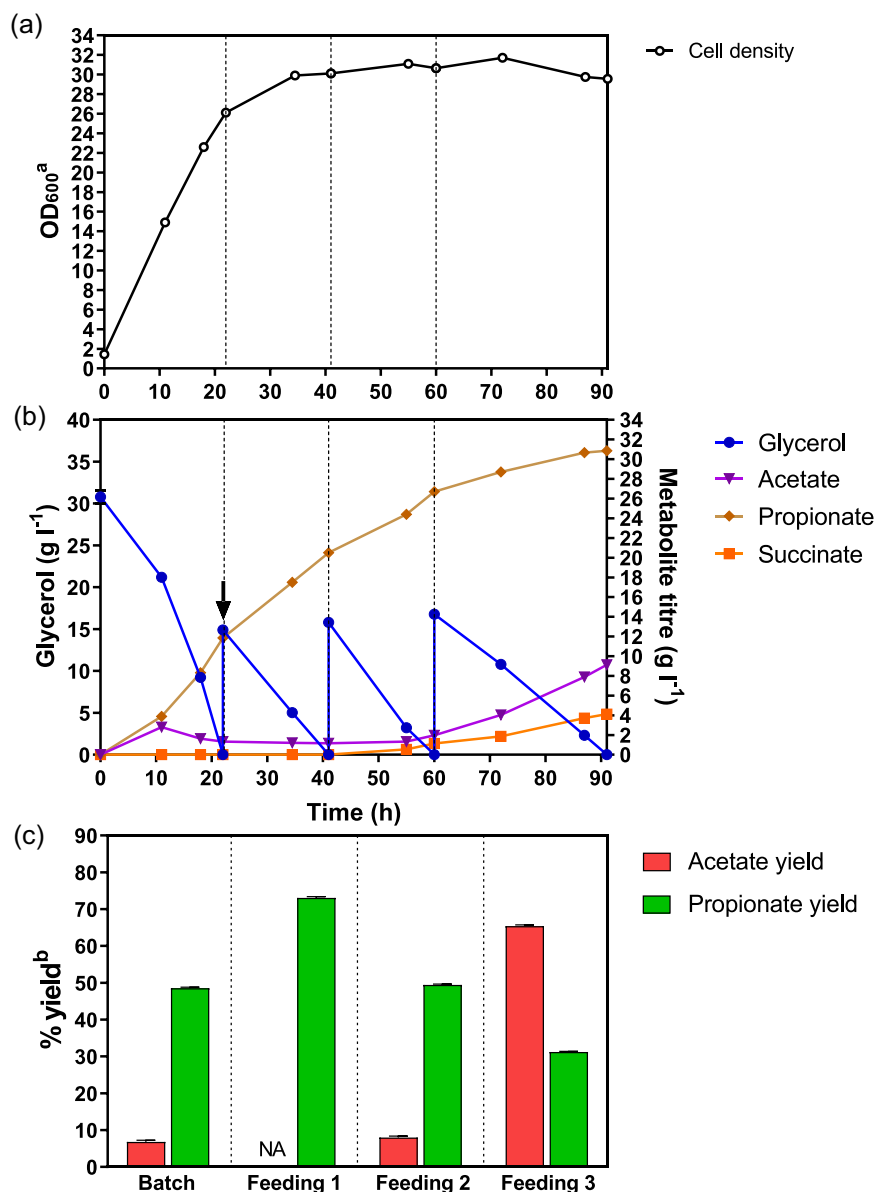 (a)
34
32
30
28
26
24
22
20
18
16
14
12
10
8
6
4
2
0
OD600ᵃ
0 10 20 30 40 50 60 70 80 90
Cell density
(b)
40
35
30
25
20
15
10
5
0
Glycerol (g l⁻¹)
34
32
30
28
26
24
22
20
18
16
14
12
10
8
6
4
2
0
Metabolite titre (g l⁻¹)
0 10 20 30 40 50 60 70 80 90
Time (h)
Glycerol
Acetate
Propionate
Succinate
(c)
90
80
70
60
50
40
30
20
10
0
% yieldᵇ
NA
Batch Feeding 1 Feeding 2 Feeding 3
Acetate yield
Propionate yield